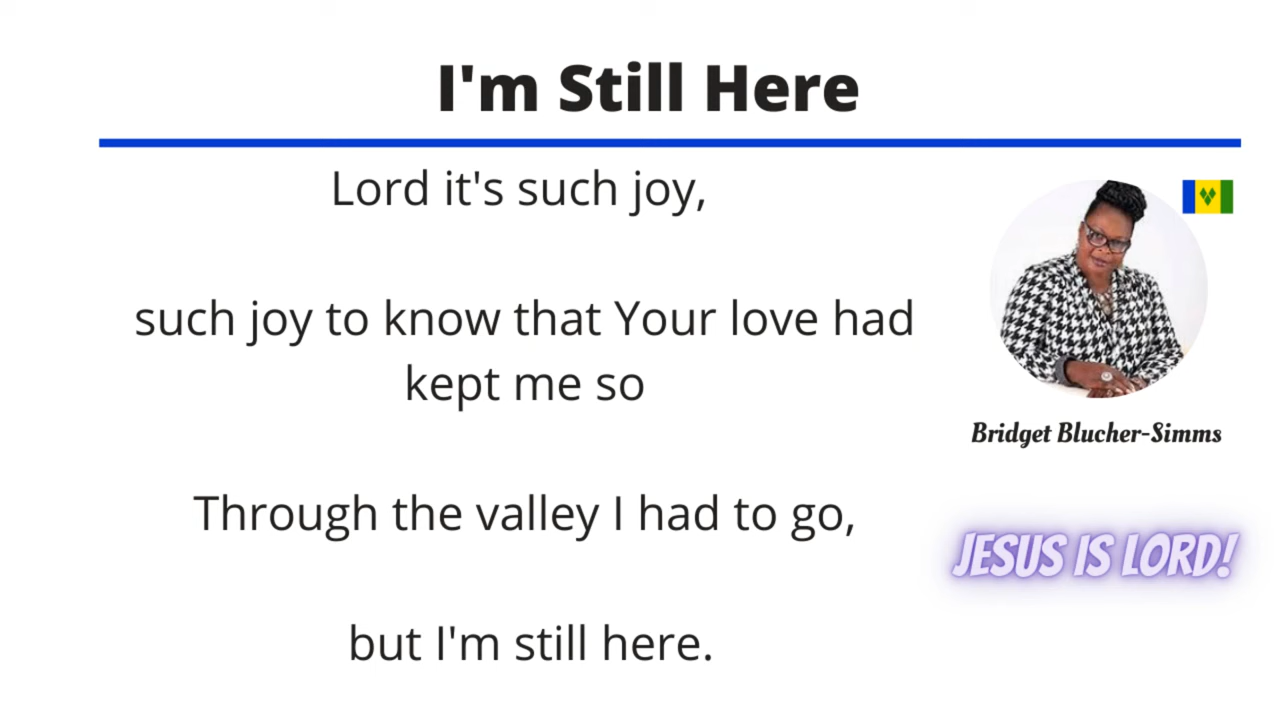 I'm Still Here
Lord it's such joy,
such joy to know that Your love had
kept me so
Through the valley I had to go,
but I'm still here.
Bridget Blucher-Simms
JESUS IS LORD!